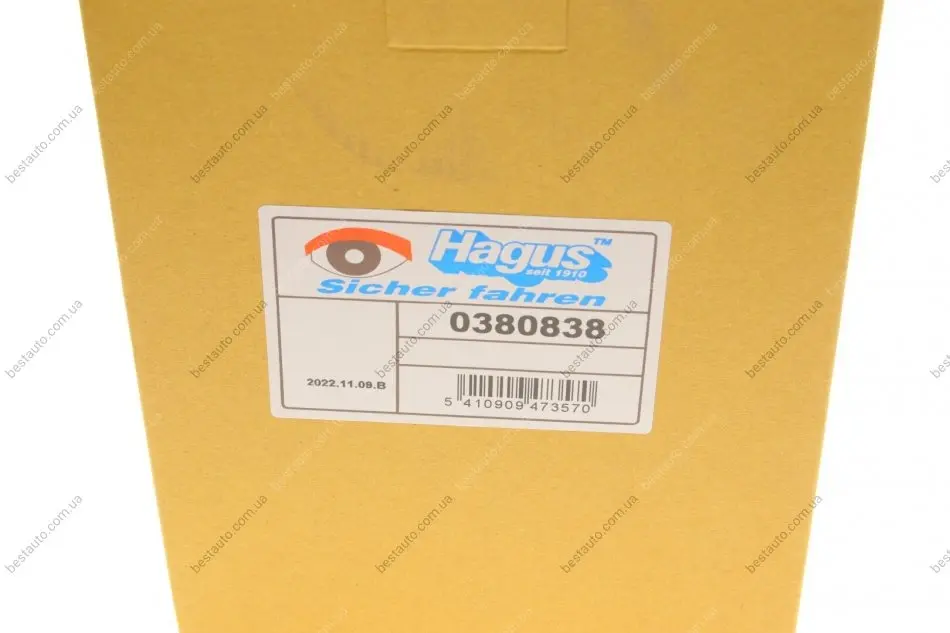 Hagus™
seit 1910
Sicher fahren
0380838
2022.11.09.B
5 410909 473570
bestauto.com.ua